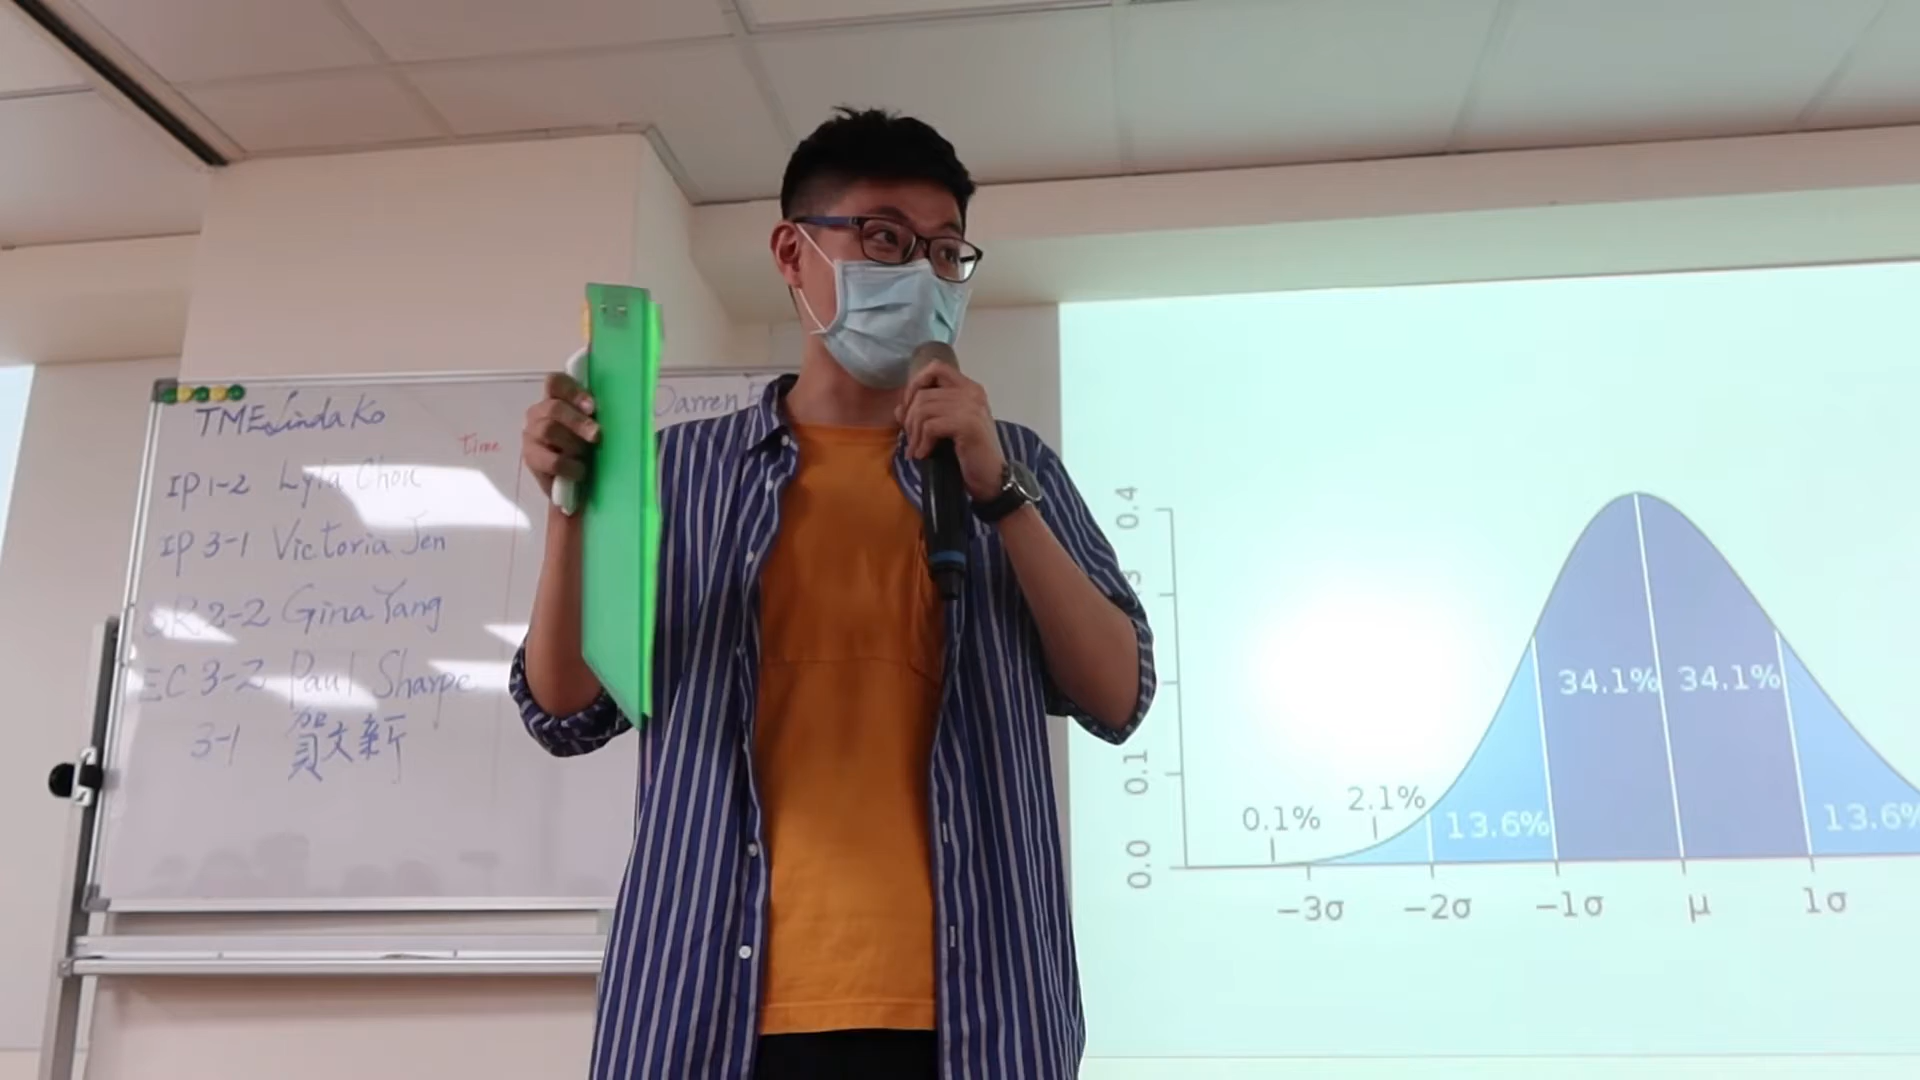 TME Linda Ko
Time
IP 1-2 Lyla Chou
IP 3-1 Victoria Jen
2-2 Gina Yang
EC 3-2 Paul Sharpe
3-1 賀文新
Darren
0.4
0.1
0.0
34.1% 34.1%
0.1% 2.1% 13.6% 13.6%
−3σ −2σ −1σ μ 1σ